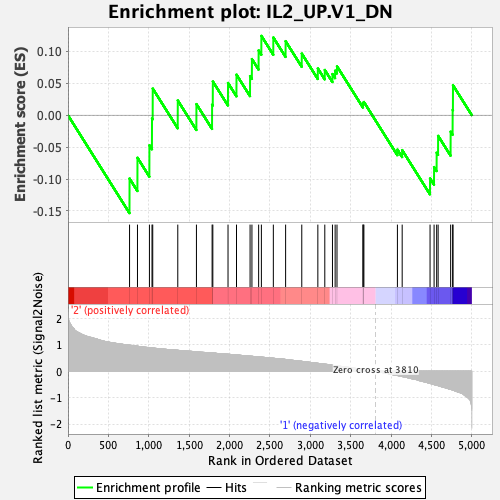 Enrichment plot: IL2_UP.V1_DN
Enrichment score (ES)
0.10
0.05
0.00
-0.05
-0.10
-0.15
'2' (positively correlated)
Ranked list metric (Signal2Noise)
2
1
0
-1
-2
Zero cross at 3810
'1' (negatively correlated)
0 500 1,000 1,500 2,000 2,500 3,000 3,500 4,000 4,500 5,000
Rank in Ordered Dataset
Enrichment profile Hits Ranking metric scores